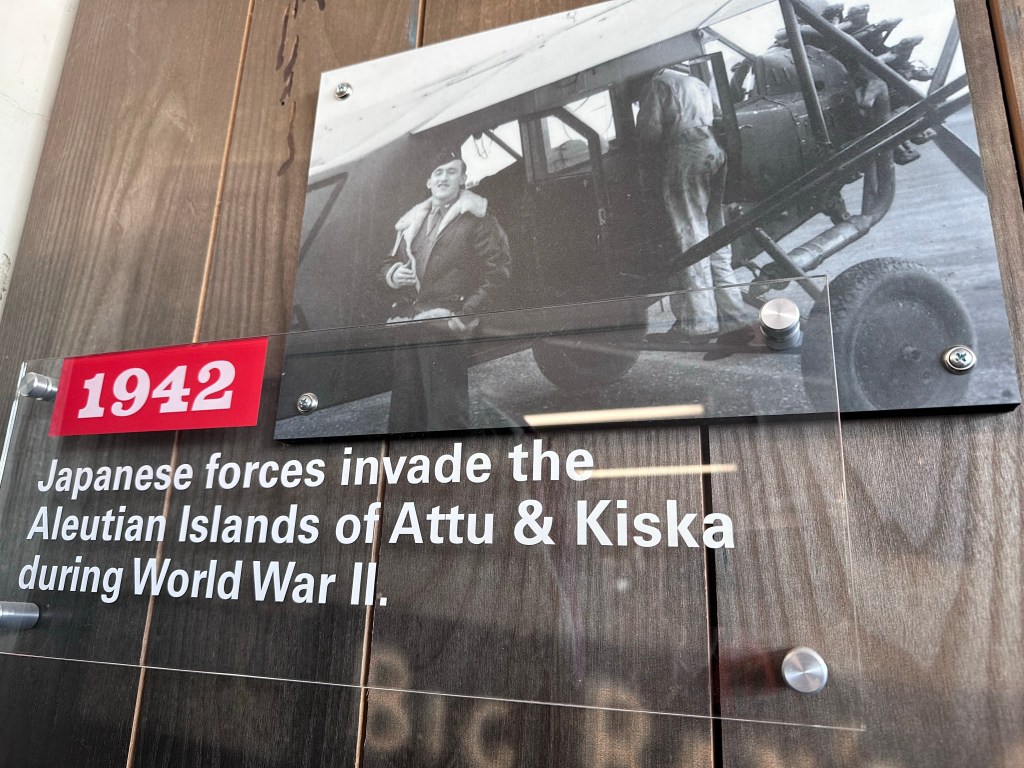 1942
Japanese forces invade the
Aleutian Islands of Attu & Kiska
during World War II.